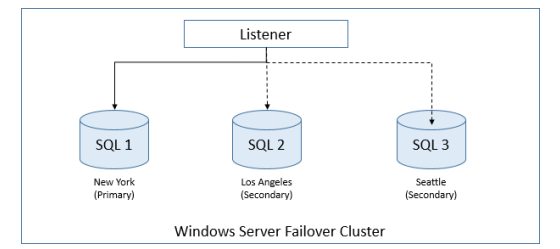 Listener
SQL 1
SQL 2
SQL 3
New York
(Primary)
Los Angeles
(Secondary)
Seattle
(Secondary)
Windows Server Failover Cluster